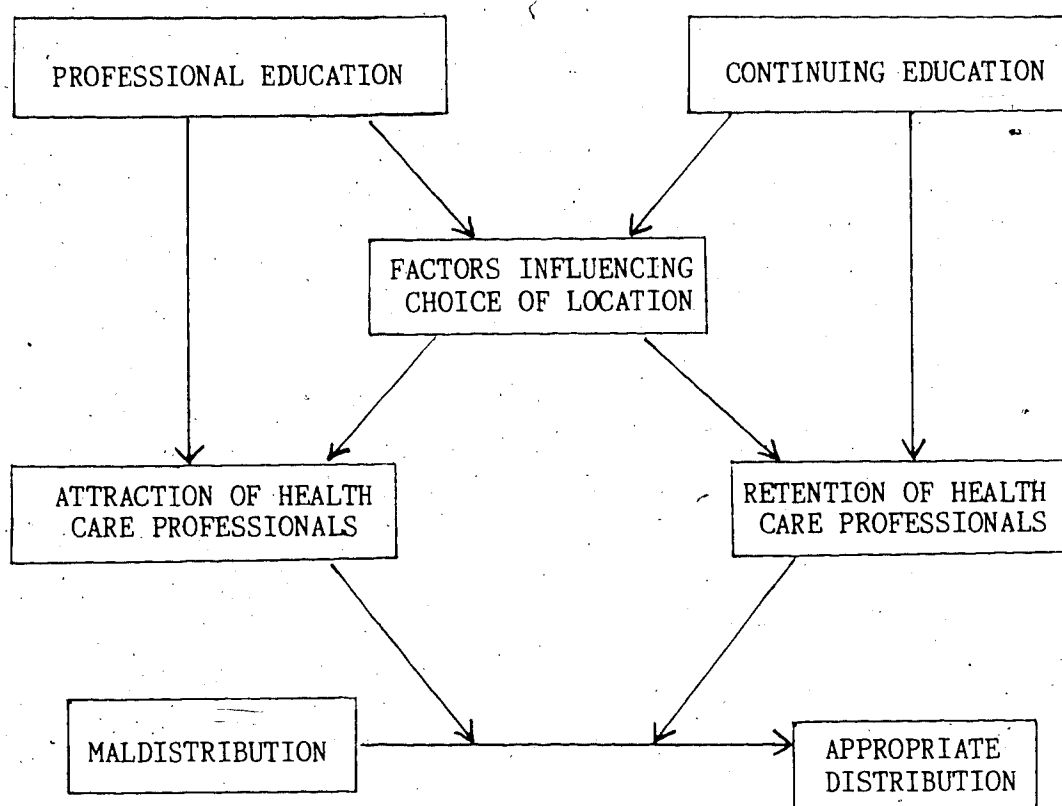 PROFESSIONAL EDUCATION
CONTINUING EDUCATION
FACTORS INFLUENCING
CHOICE OF LOCATION
ATTRACTION OF HEALTH
CARE PROFESSIONALS
RETENTION OF HEALTH
CARE PROFESSIONALS
MALDISTRIBUTION
APPROPRIATE
DISTRIBUTION